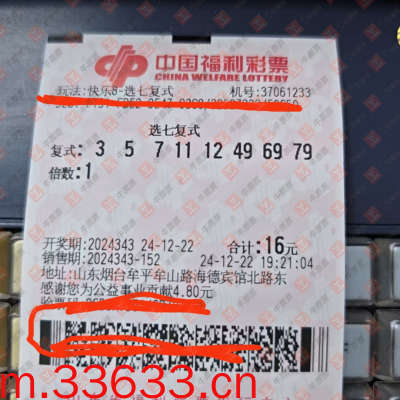 中国福利彩票
CHINA WELFARE LOTTERY
玩法:快乐8-选七复式 机号:37061233
选七复式
复式: 3 5 7 11 12 49 69 79
倍数:1
开奖期:2024343 24-12-22 合计:16元
销售期:2024343-152 24-12-22 19:21:04
地址:山东烟台牟平牟山路海德宾馆北路东
感谢您为公益事业贡献4.80元
验票码:
m.33633.cn